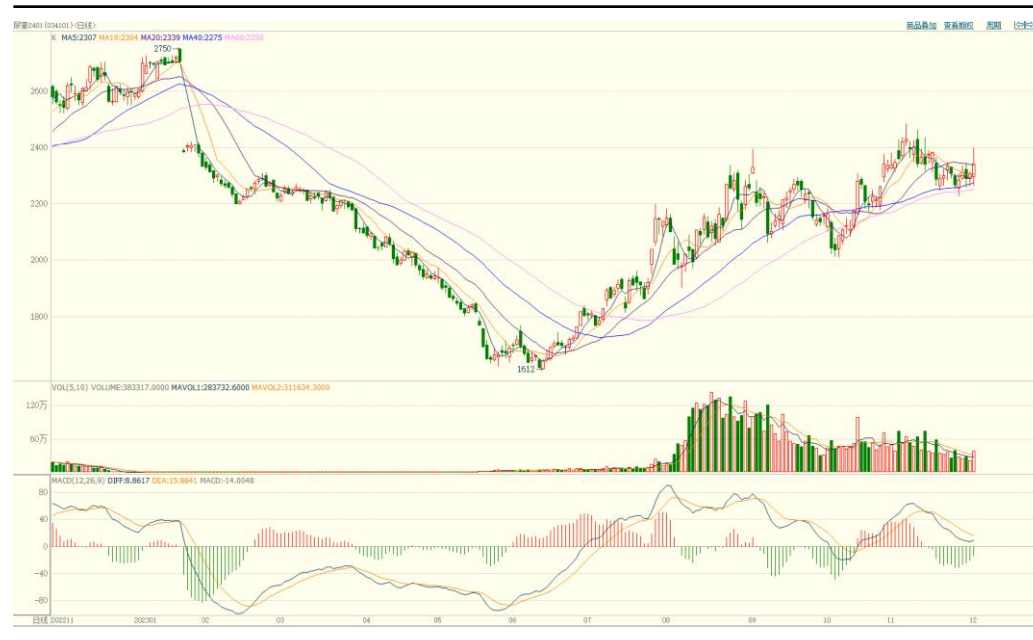 尿素2401(034101)<日线>
商品叠加 查看期权 周期
K MA5:2307 MA10:2304 MA20:2339 MA40:2275 MA60:2258
2750
2600
2400
2200
2000
1800
1612
VOL(5,10) VOLUME:383317.0000 MAVOL1:283732.6000 MAVOL2:311634.3000
120万
60万
MACD(12,26,9) DIFF:8.8617 DEA:15.8641 MACD:-14.0048
80
40
0
-40
-80
日线 202211 202301 02 03 04 05 06 07 08 09 10 11 12